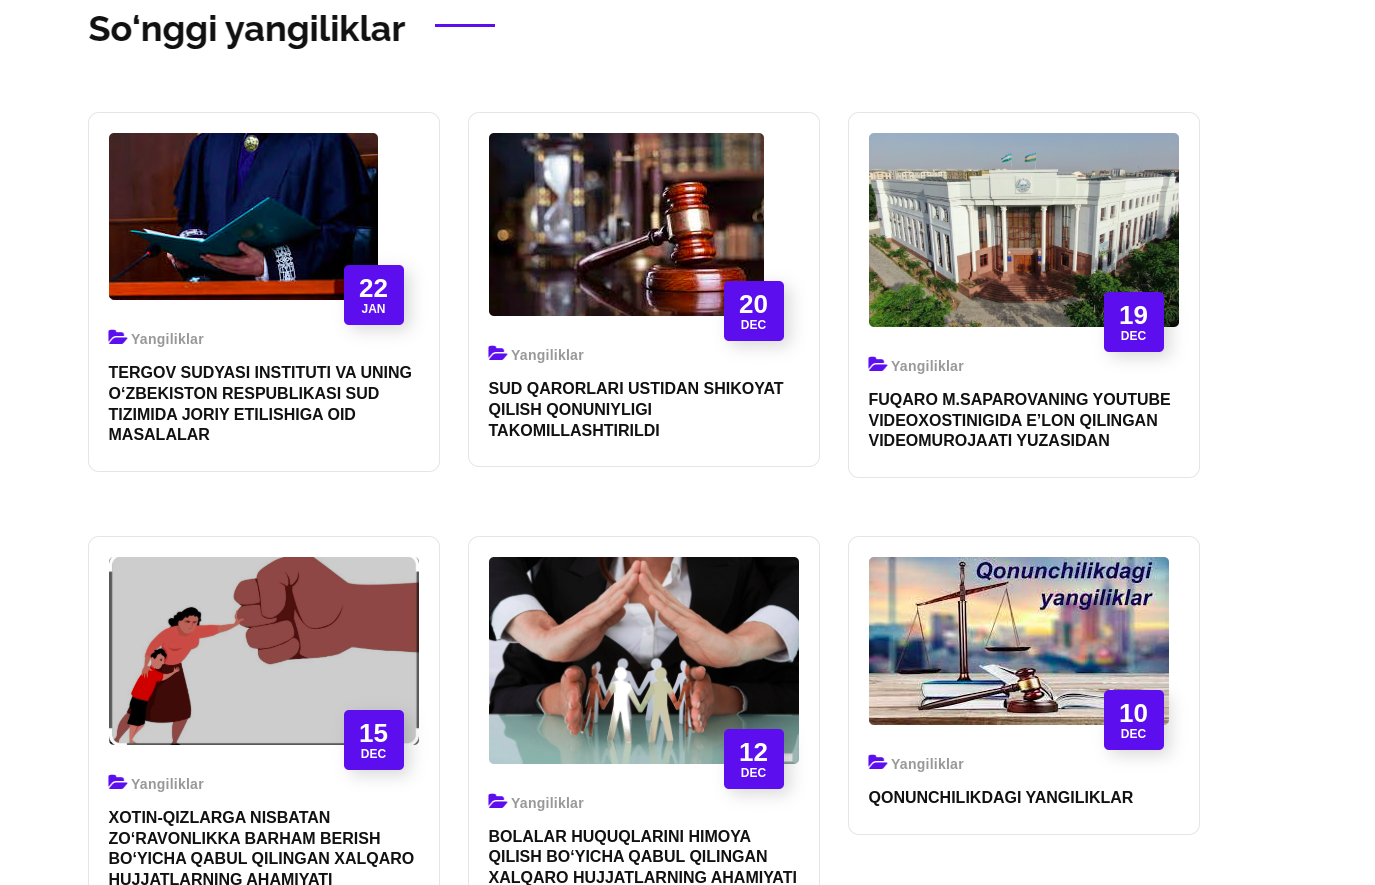 So‘nggi yangiliklar
22
JAN
Yangiliklar
TERGOV SUDYASI INSTITUTI VA UNING
O‘ZBEKISTON RESPUBLIKASI SUD
TIZIMIDA JORIY ETILISHIGA OID
MASALALAR
20
DEC
Yangiliklar
SUD QARORLARI USTIDAN SHIKOYAT
QILISH QONUNIYLIGI
TAKOMILLASHTIRILDI
19
DEC
Yangiliklar
FUQARO M.SAPAROVANING YOUTUBE
VIDEOXOSTINIGIDA E’LON QILINGAN
VIDEOMUROJAATI YUZASIDAN
15
DEC
Yangiliklar
XOTIN-QIZLARGA NISBATAN
ZO‘RAVONLIKKA BARHAM BERISH
BO‘YICHA QABUL QILINGAN XALQARO
HUJJATLARNING AHAMIYATI
12
DEC
Yangiliklar
BOLALAR HUQUQLARINI HIMOYA
QILISH BO‘YICHA QABUL QILINGAN
XALQARO HUJJATLARNING AHAMIYATI
Qonunchilikdagi
yangiliklar
10
DEC
Yangiliklar
QONUNCHILIKDAGI YANGILIKLAR